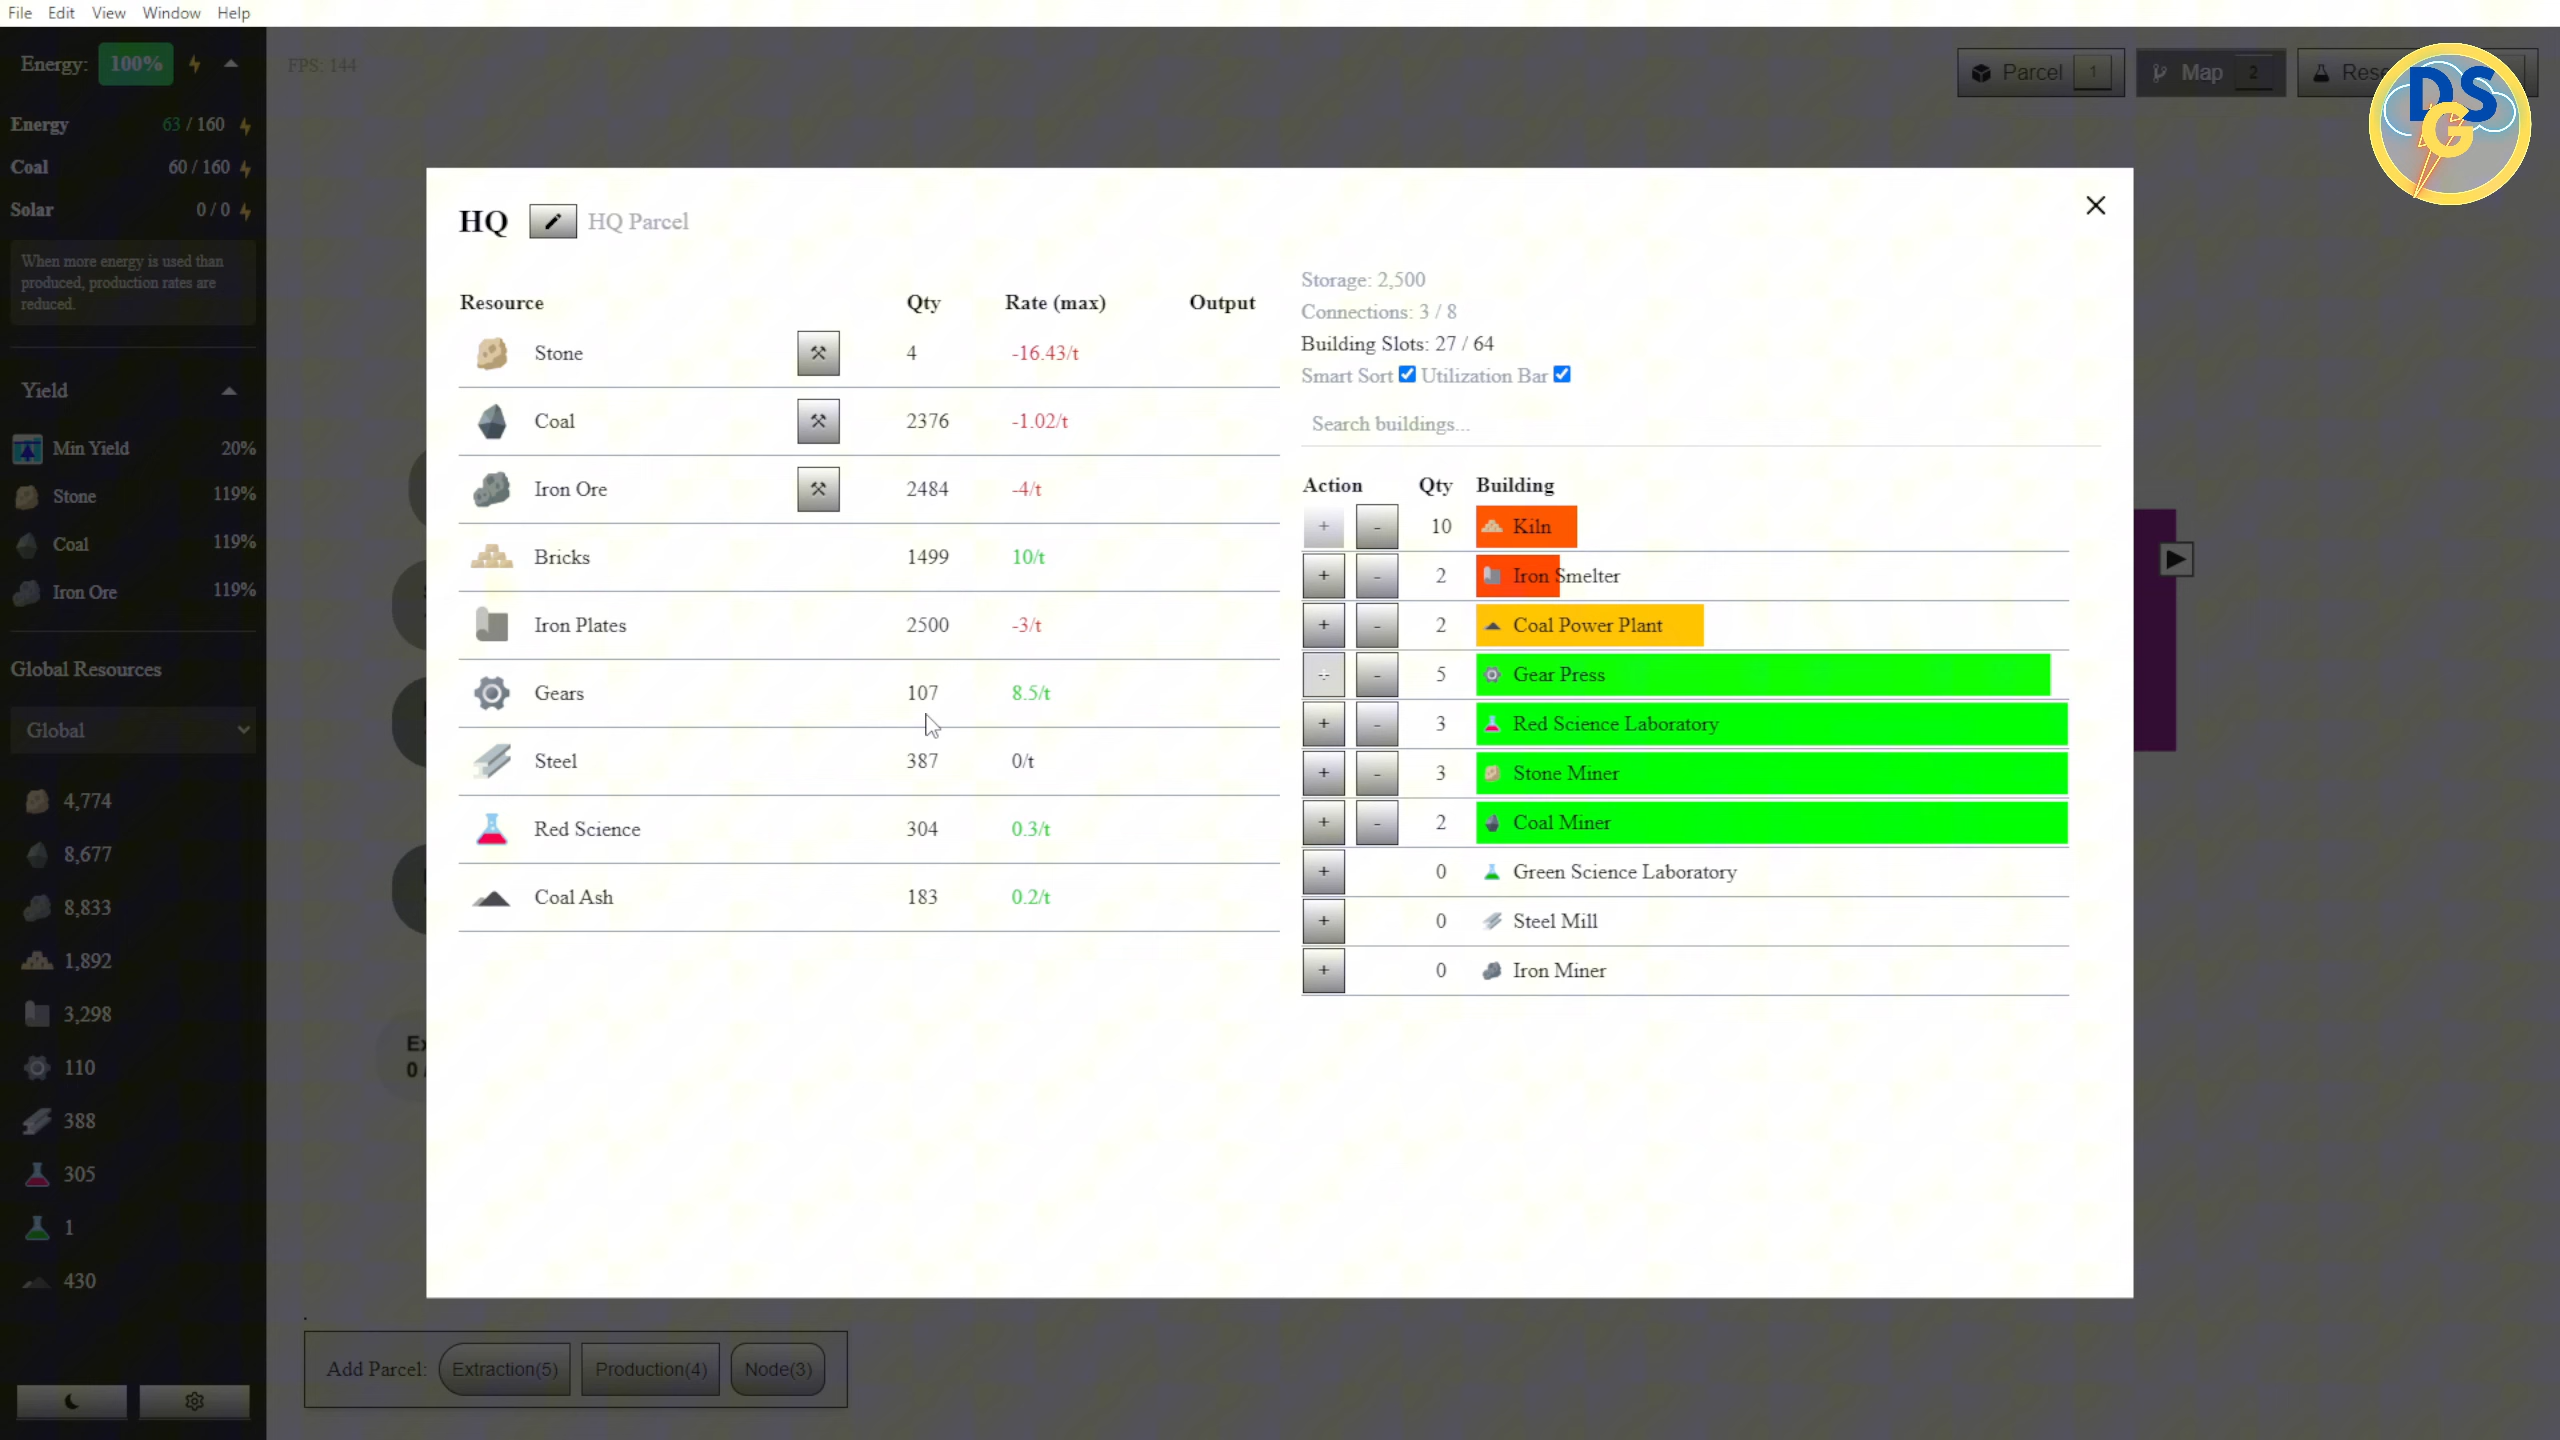 File Edit View Window Help
Energy: 100%
FPS: 144
Parcel 1
Map 2
DSG
Energy 63 / 160
Coal 60 / 160
Solar 0 / 0
When more energy is used than
produced, production rates are
reduced.
Yield
Min Yield 20%
Stone 119%
Coal 119%
Iron Ore 119%
Global Resources
Global
4,774
8,677
8,833
1,892
3,298
110
388
305
1
430
HQ HQ Parcel
Resource Qty Rate (max) Output
Stone 4 -16.43/t
Coal 2376 -1.02/t
Iron Ore 2484 -4/t
Bricks 1499 10/t
Iron Plates 2500 -3/t
Gears 107 8.5/t
Steel 387 0/t
Red Science 304 0.3/t
Coal Ash 183 0.2/t
Storage: 2,500
Connections: 3 / 8
Building Slots: 27 / 64
Smart Sort Utilization Bar
Search buildings...
Action Qty Building
+ - 10 Kiln
+ - 2 Iron Smelter
+ - 2 Coal Power Plant
+ - 5 Gear Press
+ - 3 Red Science Laboratory
+ - 3 Stone Miner
+ - 2 Coal Miner
+ 0 Green Science Laboratory
+ 0 Steel Mill
+ 0 Iron Miner
Add Parcel: Extraction(5) Production(4) Node(3)